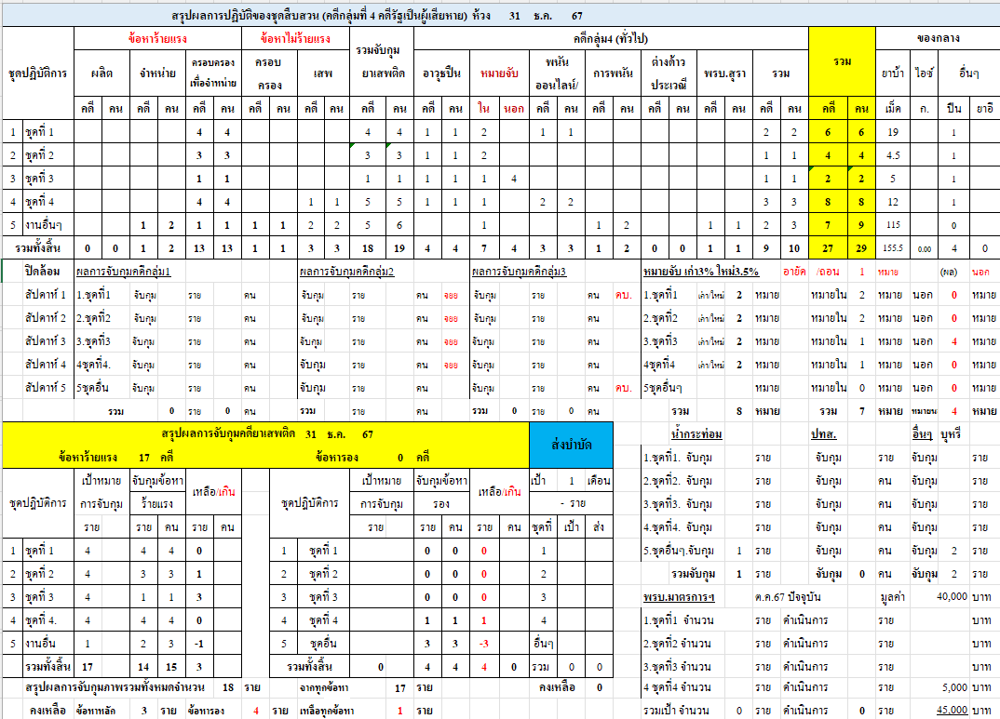 สรุปผลการปฏิบัติของชุดสืบสวน (คดีกลุ่มที่ 4 คดีรัฐเป็นผู้เสียหาย) ห้วง 31 ธ.ค. 67
ข้อหาร้ายแรง ข้อหาไม่ร้ายแรง รวมจับกุมยาเสพติด คดีกลุ่ม4 (ทั่วไป) รวม ของกลาง
ชุดปฏิบัติการ ผลิต จำหน่าย ครอบครองเพื่อจำหน่าย ครอบครอง เสพ อาวุธปืน หมายจับ พนันออนไลน์/ การพนัน ต่างด้าวประเวณี พรบ.สุรา รวม ยาบ้า ไอซ์ อื่นๆ
คดี คน คดี คน คดี คน คดี คน คดี คน คดี คน คดี คน ใน นอก คดี คน คดี คน คดี คน คดี คน คดี คน คดี คน เม็ด ก. ปืน ยาอี
1 ชุดที่ 1 4 4 4 4 1 1 2 1 1 2 2 6 6 19 1
2 ชุดที่ 2 3 3 3 3 1 1 2 1 1 4 4 4.5 1
3 ชุดที่ 3 1 1 1 1 1 1 1 4 1 1 2 2 5 1
4 ชุดที่ 4 4 4 1 1 5 5 1 1 1 2 2 3 3 8 8 12 1
5 งานอื่นๆ 1 2 1 1 1 1 2 2 5 6 1 1 2 1 1 2 3 7 9 115 0
รวมทั้งสิ้น 0 0 1 2 13 13 1 1 3 3 18 19 4 4 7 4 3 3 1 2 0 0 1 1 9 10 27 29 155.5 0.00 4 0
ปิดล้อม ผลการจับกุมคดีกลุ่ม1 ผลการจับกุมคดีกลุ่ม2 ผลการจับกุมคดีกลุ่ม3 หมายจับ เก่า3% ใหม่3.5% อายัด /ถอน 1 หมาย (ผล) นอก
สัปดาห์ 1 1.ชุดที่1 จับกุม ราย คน จับกุม ราย คน จอย จับกุม ราย คน คบ. 1.ชุดที่1 เก่า/ใหม่ 2 หมาย หมายใน 2 หมาย นอก 0 หมาย
สัปดาห์ 2 2.ชุดที่2 จับกุม ราย คน จับกุม ราย คน จอย จับกุม ราย คน 2.ชุดที่2 เก่า/ใหม่ 2 หมาย หมายใน 2 หมาย นอก 0 หมาย
สัปดาห์ 3 3.ชุดที่3 จับกุม ราย คน จับกุม ราย คน จอย จับกุม ราย คน 3.ชุดที่3 เก่า/ใหม่ 2 หมาย หมายใน 1 หมาย นอก 4 หมาย
สัปดาห์ 4 4ชุดที่4. จับกุม ราย คน จับกุม ราย คน จอย จับกุม ราย คน 4ชุดที่4 เก่า/ใหม่ 2 หมาย หมายใน 1 หมาย นอก 0 หมาย
สัปดาห์ 5 5ชุดอื่น จับกุม ราย คน จับกุม ราย คน จับกุม ราย คน คบ. 5ชุดอื่นๆ หมาย หมายใน 0 หมาย นอก 0 หมาย
รวม 0 ราย 0 คน รวม ราย คน รวม 0 ราย 0 คน รวม 8 หมาย รวม 7 หมาย หมายนอก 4 หมาย
สรุปผลการจับกุมคดียาเสพติด 31 ธ.ค. 67 ส่งบำบัด น้ำกระท่อม ปทส. อื่นๆ บุหรี่
ข้อหาร้ายแรง 17 คดี ข้อหารอง 0 คดี 1.ชุดที่1. จับกุม ราย จับกุม ราย จับกุม ราย
ชุดปฏิบัติการ เป้าหมาย จับกุมข้อหา เหลือ/เกิน ชุดปฏิบัติการ เป้าหมาย จับกุมข้อหา เหลือ/เกิน เป้า 1 เดือน 2.ชุดที่2. จับกุม ราย จับกุม คน จับกุม ราย
การจับกุม ร้ายแรง การจับกุม รอง - ราย 3.ชุดที่3. จับกุม ราย จับกุม คน จับกุม ราย
ราย ราย คน ราย คน ราย ราย คน ราย คน ชุดที่ เป้า ส่ง 4.ชุดที่4. จับกุม ราย จับกุม คน จับกุม ราย
1 ชุดที่ 1 4 4 4 0 1 ชุดที่ 1 0 0 0 1 5.ชุดอื่นๆ.จับกุม 1 ราย จับกุม คน จับกุม 2 ราย
2 ชุดที่ 2 4 3 3 1 2 ชุดที่ 2 0 0 0 2 รวมจับกุม 1 ราย จับกุม 0 คน จับกุม 2 ราย
3 ชุดที่ 3 4 1 1 3 3 ชุดที่ 3 0 0 0 3 พรบ.มาตรการฯ ต.ค.67 ปัจจุบัน มูลค่า 40,000 บาท
4 ชุดที่ 4. 4 4 4 0 4 ชุดที่ 4 1 1 1 4 1.ชุดที่1 จำนวน ราย ดำเนินการ ราย บาท
5 งานอื่น 1 2 3 -1 5 ชุดอื่น 3 3 -3 อื่นๆ 2.ชุดที่2 จำนวน ราย ดำเนินการ ราย บาท
รวมทั้งสิ้น 17 14 15 3 รวมทั้งสิ้น 0 4 4 4 0 รวม 0 0 3.ชุดที่3 จำนวน ราย ดำเนินการ ราย บาท
สรุปผลการจับกุมภาพรวมทั้งหมดจำนวน 18 ราย จากทุกข้อหา 17 ราย คงเหลือ 0 4 ชุดที่4 จำนวน ราย ดำเนินการ ราย 5,000 บาท
คงเหลือ ข้อหาหลัก 3 ราย ข้อหารอง 4 ราย เหลือทุกข้อหา 1 ราย รวมเป้า จำนวน 0 ราย ดำเนินการ 0 ราย 45,000 บาท